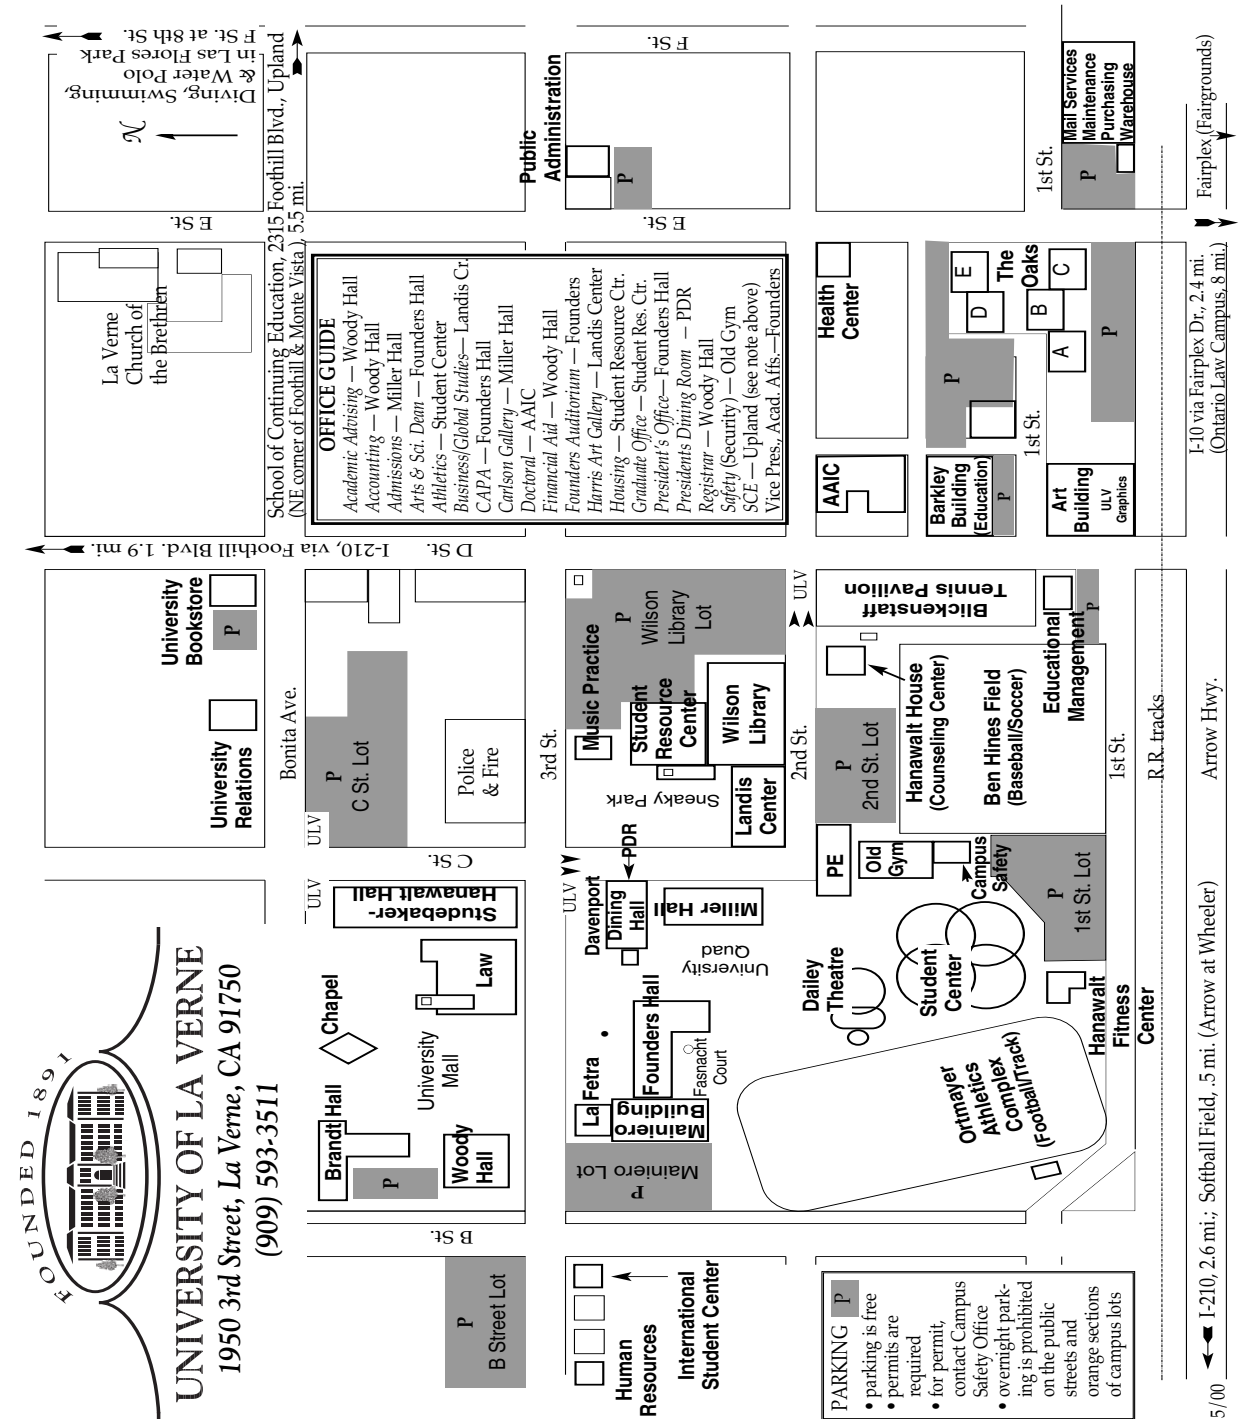 FOUNDED 1891
UNIVERSITY OF LA VERNE
1950 3rd Street, La Verne, CA 91750
(909) 593-3511
University
Relations
University
Bookstore
P
La Verne
Church of
the Brethren
N
Diving, Swimming,
& Water Polo
in Las Flores Park
F St. at 8th St.
E St.
Bonita Ave.
I-210, via Foothill Blvd. 1.9 mi.
D St.
School of Continuing Education, 2315 Foothill Blvd., Upland
(NE corner of Foothill & Monte Vista), 5.5 mi.
B St.
P
B Street Lot
Brandt Hall
P
Woody
Hall
Chapel
University
Mall
Law
Studebaker-
Hanawalt Hall
ULV
C St.
ULV
P
C St. Lot
Police
& Fire
3rd St.
OFFICE GUIDE
Academic Advising — Woody Hall
Accounting — Woody Hall
Admissions — Miller Hall
Arts & Sci. Dean — Founders Hall
Athletics — Student Center
Business/Global Studies— Landis Cr.
CAPA — Founders Hall
Carlson Gallery — Miller Hall
Doctoral — AAIC
Financial Aid — Woody Hall
Founders Auditorium — Founders
Harris Art Gallery — Landis Center
Housing — Student Resource Ctr.
Graduate Office — Student Res. Ctr.
President's Office— Founders Hall
Presidents Dining Room — PDR
Registrar — Woody Hall
Safety (Security) — Old Gym
SCE — Upland (see note above)
Vice Pres., Acad. Affs.—Founders
Human
Resources
International
Student Center
P
Mainiero Lot
La Fetra
Mainiero
Building
Founders Hall
Fasnacht
Court
Davenport
Dining
Hall
PDR
Miller Hall
University
Quad
ULV
Music Practice
Student
Resource
Center
Sneaky Park
Landis
Center
Wilson
Library
P
Wilson
Library
Lot
Public
Administration
P
E St.
F St.
2nd St.
ULV
PARKING P
• parking is free
• permits are
required
• for permit,
contact Campus
Safety Office
• overnight park-
ing is prohibited
on the public
streets and
orange sections
of campus lots
Ortmayer
Athletics
Complex
(Football/Track)
Dailey
Theatre
Student
Center
PE
Old
Gym
Campus
Safety
P
1st St. Lot
Hanawalt
Fitness
Center
P
2nd St. Lot
Hanawalt House
(Counseling Center)
Ben Hines Field
(Baseball/Soccer)
Blickenstaff
Tennis Pavilion
Educational
Management
P
AAIC
Health
Center
Barkley
Building
(Education)
P
P
1st St.
Art
Building
ULV
Graphics
The
Oaks
A
B
C
D
E
P
1st St.
P
Mail Services
Maintenance
Purchasing
Warehouse
1st St.
R.R. tracks
Arrow Hwy.
I-210, 2.6 mi.; Softball Field, .5 mi. (Arrow at Wheeler)
I-10 via Fairplex Dr., 2.4 mi.
(Ontario Law Campus, 8 mi.)
Fairplex (Fairgrounds)
5/00